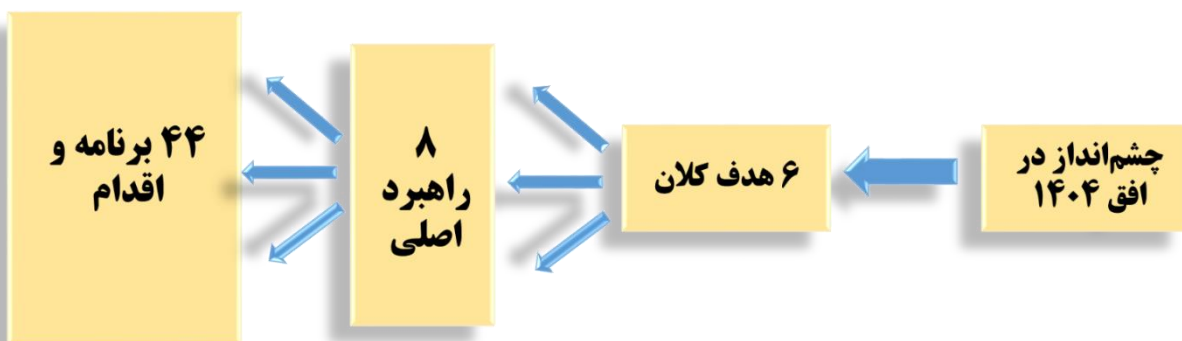 چشم‌انداز در
افق ۱۴۰۴
۶ هدف کلان
۸
راهبرد
اصلی
۴۴ برنامه و
اقدام